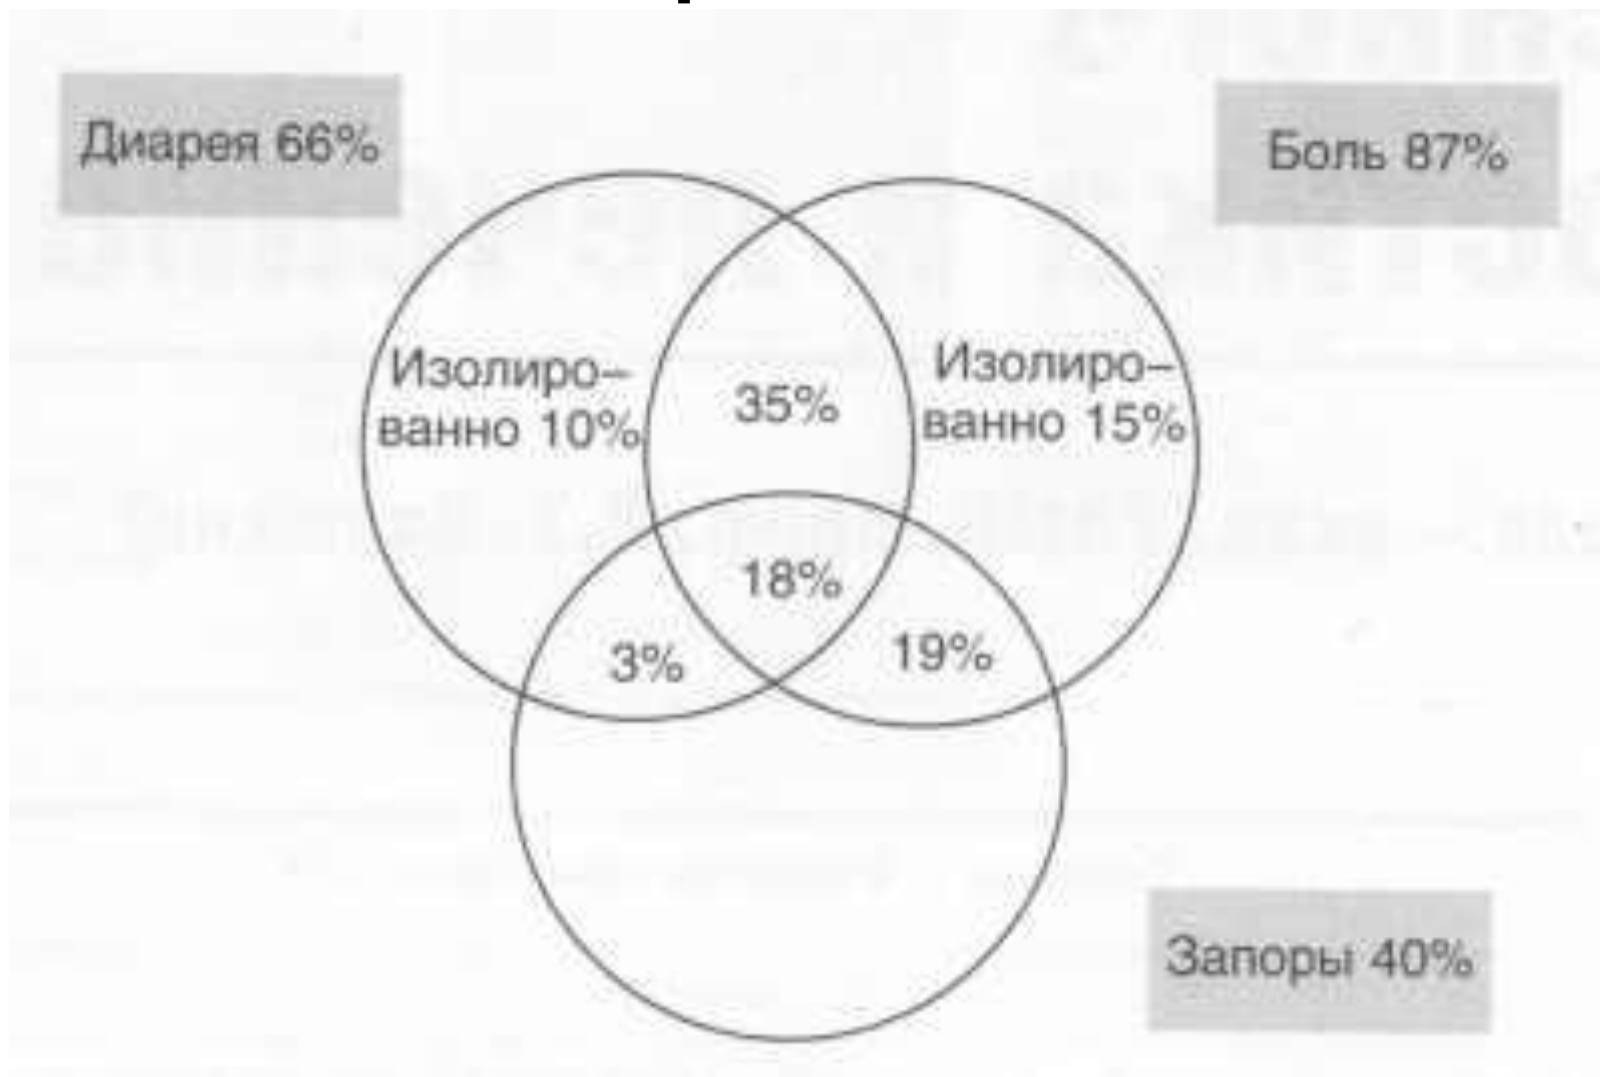 Диарея 66%
Боль 87%
Изолиро–
ванно 10%
35%
Изолиро–
ванно 15%
18%
3%
19%
Запоры 40%